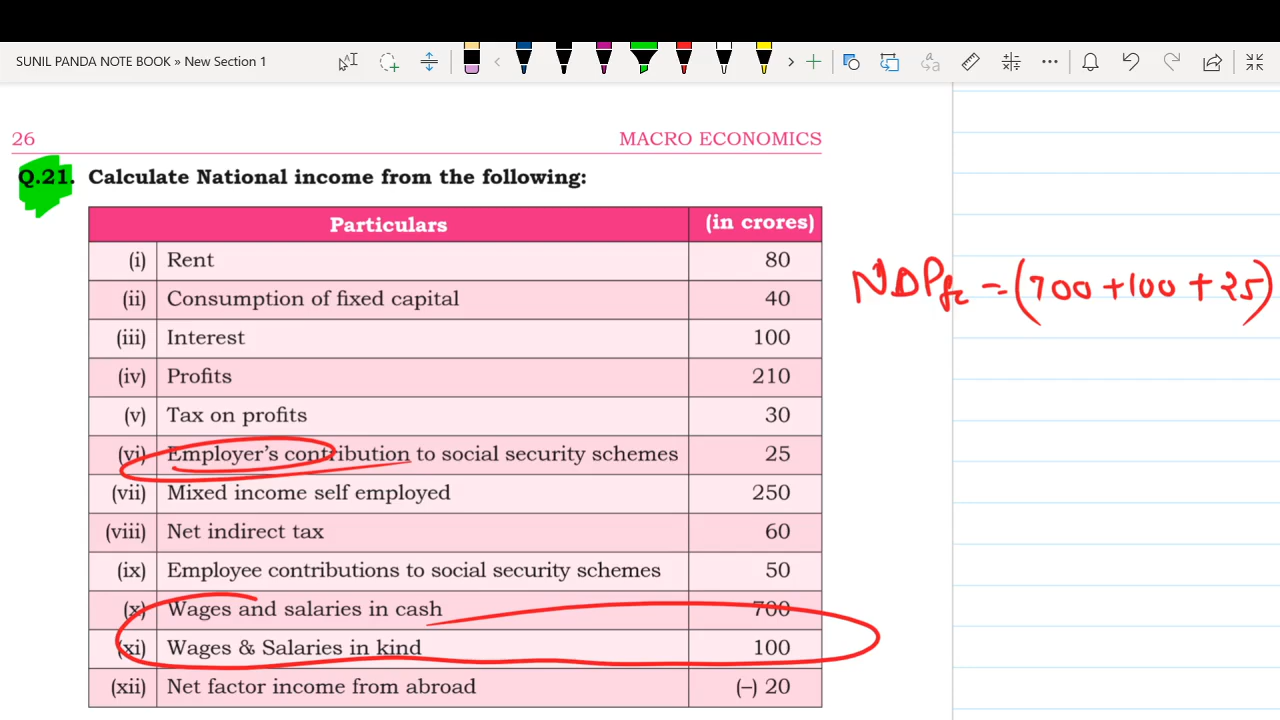 SUNIL PANDA NOTE BOOK » New Section 1
26 MACRO ECONOMICS
Q.21. Calculate National income from the following:
Particulars (in crores)
(i) Rent 80
(ii) Consumption of fixed capital 40
(iii) Interest 100
(iv) Profits 210
(v) Tax on profits 30
(vi) Employer's contribution to social security schemes 25
(vii) Mixed income self employed 250
(viii) Net indirect tax 60
(ix) Employee contributions to social security schemes 50
(x) Wages and salaries in cash 700
(xi) Wages & Salaries in kind 100
(xii) Net factor income from abroad (–) 20
NDPfc = (700 + 100 + 25)